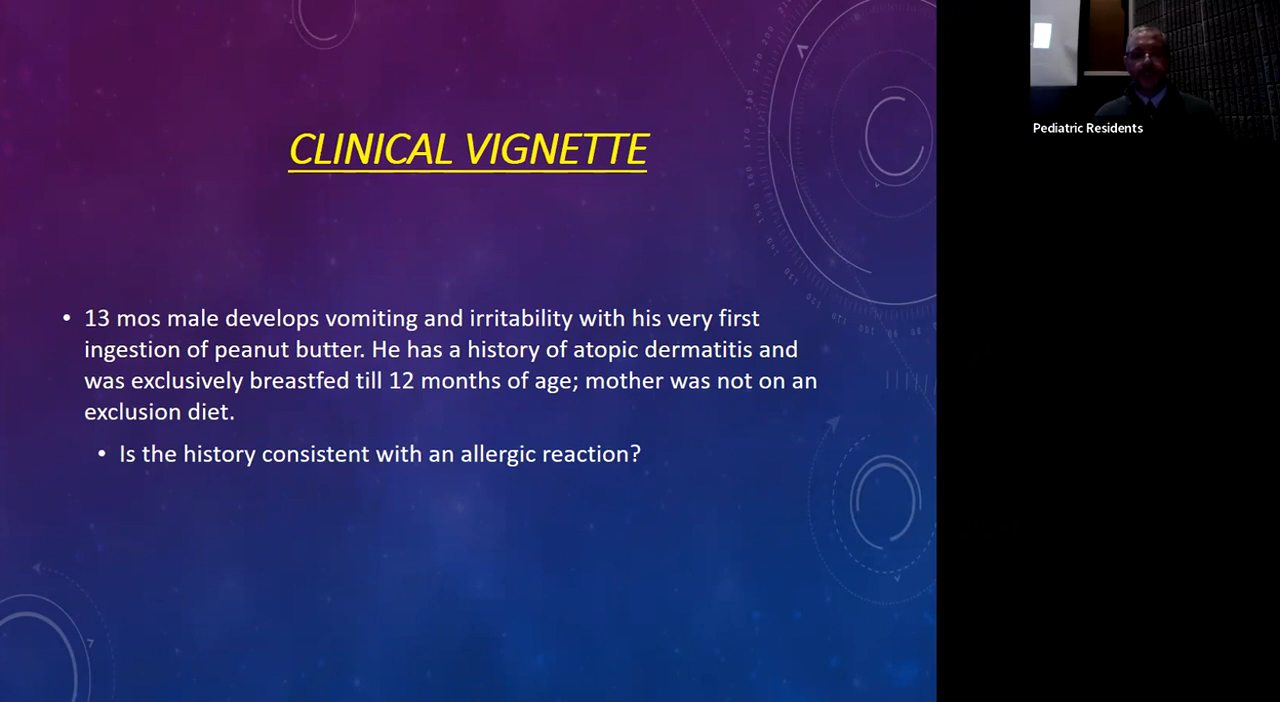 CLINICAL VIGNETTE
• 13 mos male develops vomiting and irritability with his very first
ingestion of peanut butter. He has a history of atopic dermatitis and
was exclusively breastfed till 12 months of age; mother was not on an
exclusion diet.
• Is the history consistent with an allergic reaction?
Pediatric Residents